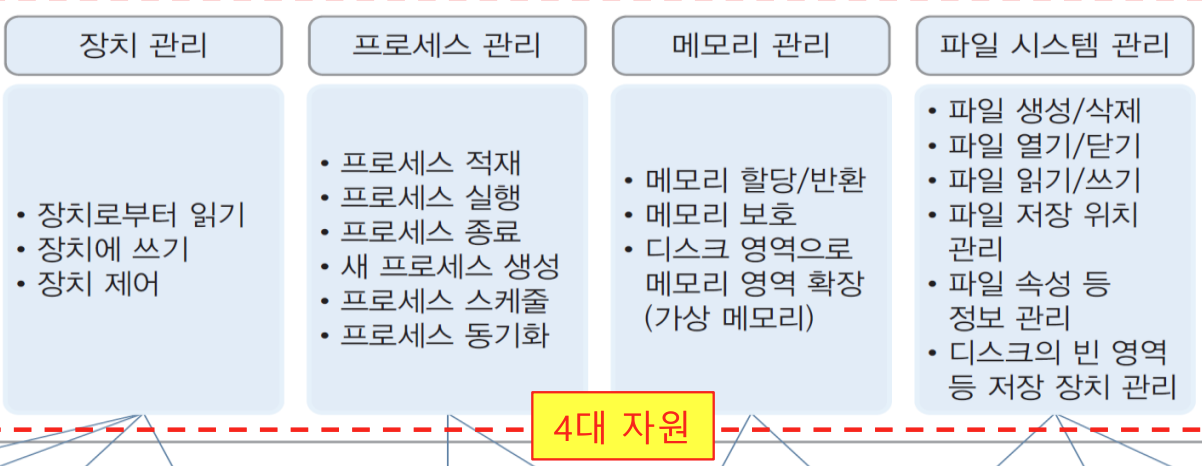 장치 관리
• 장치로부터 읽기
• 장치에 쓰기
• 장치 제어
프로세스 관리
• 프로세스 적재
• 프로세스 실행
• 프로세스 종료
• 새 프로세스 생성
• 프로세스 스케줄
• 프로세스 동기화
메모리 관리
• 메모리 할당/반환
• 메모리 보호
• 디스크 영역으로
메모리 영역 확장
(가상 메모리)
파일 시스템 관리
• 파일 생성/삭제
• 파일 열기/닫기
• 파일 읽기/쓰기
• 파일 저장 위치
관리
• 파일 속성 등
정보 관리
• 디스크의 빈 영역
등 저장 장치 관리
4대 자원